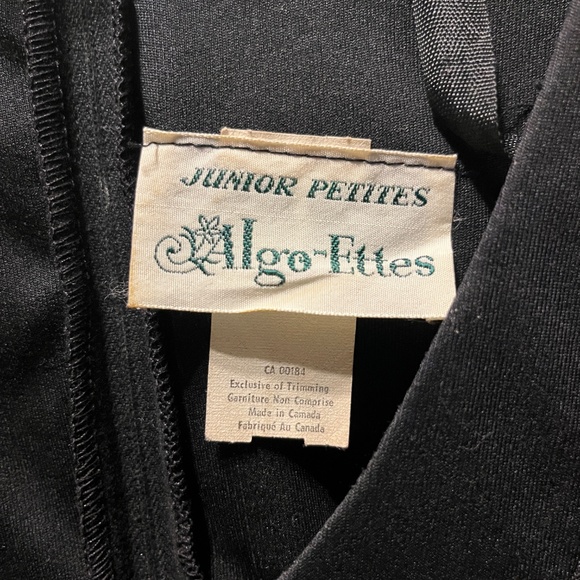 JUNIOR PETITES
Algo-Ettes
CA 00184
Exclusive of Trimming
Garniture Non Comprise
Made in Canada
Fabriqué Au Canada